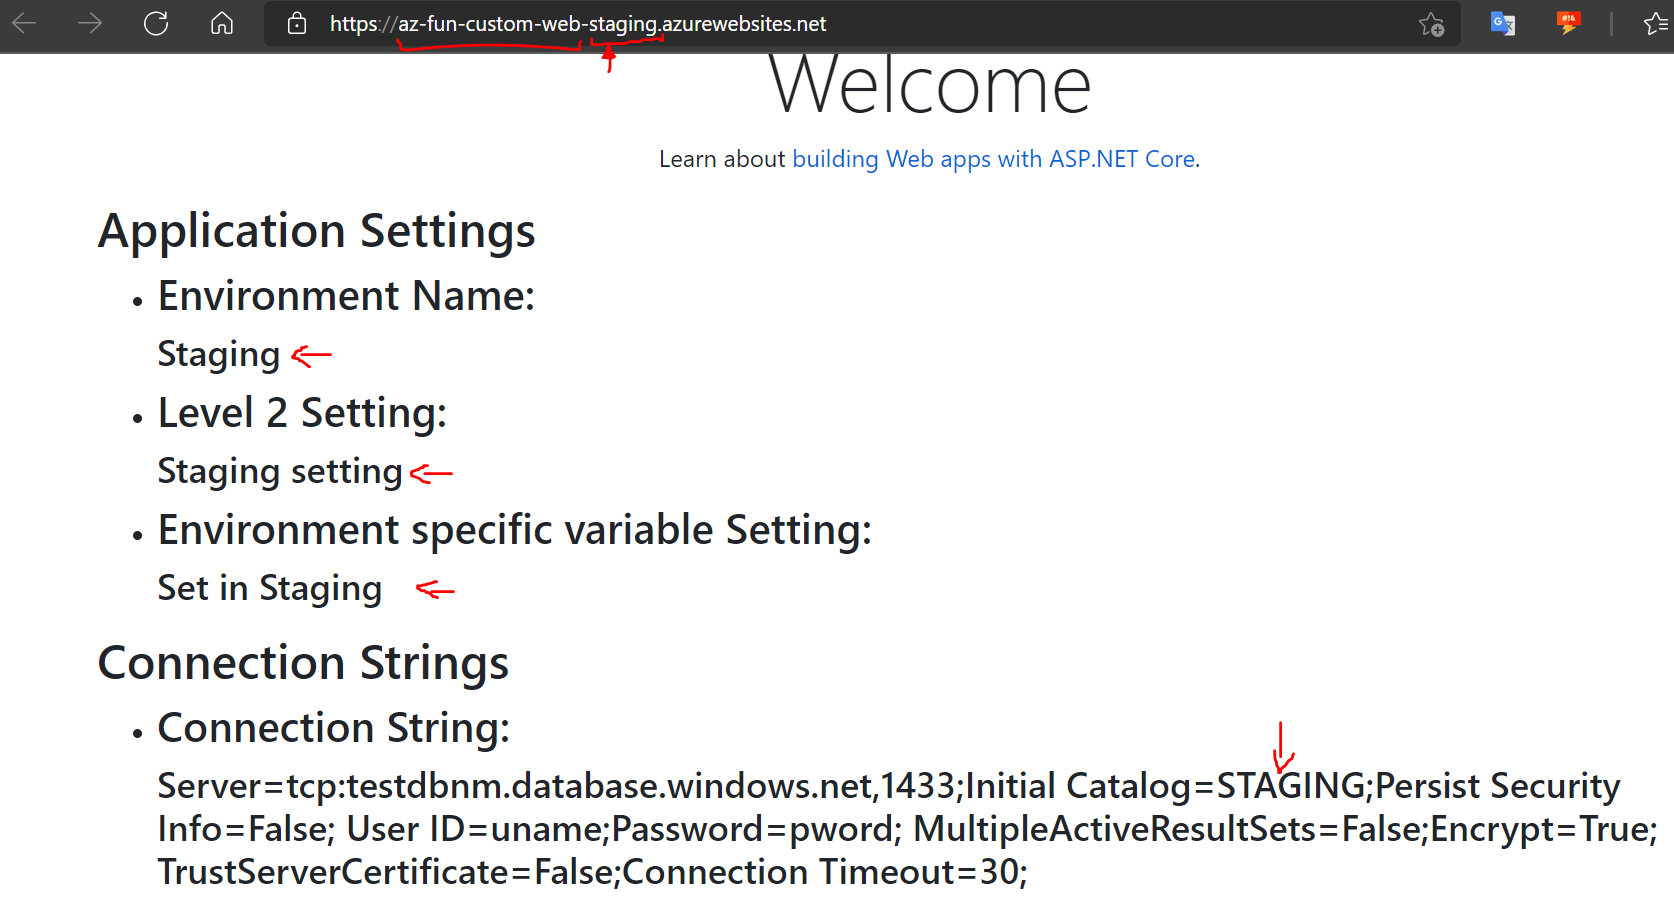 https://az-fun-custom-web-staging.azurewebsites.net
Welcome
Learn about building Web apps with ASP.NET Core.
Application Settings
• Environment Name:
Staging
• Level 2 Setting:
Staging setting
• Environment specific variable Setting:
Set in Staging
Connection Strings
• Connection String:
Server=tcp:testdbnm.database.windows.net,1433;Initial Catalog=STAGING;Persist Security
Info=False; User ID=uname;Password=pword; MultipleActiveResultSets=False;Encrypt=True;
TrustServerCertificate=False;Connection Timeout=30;